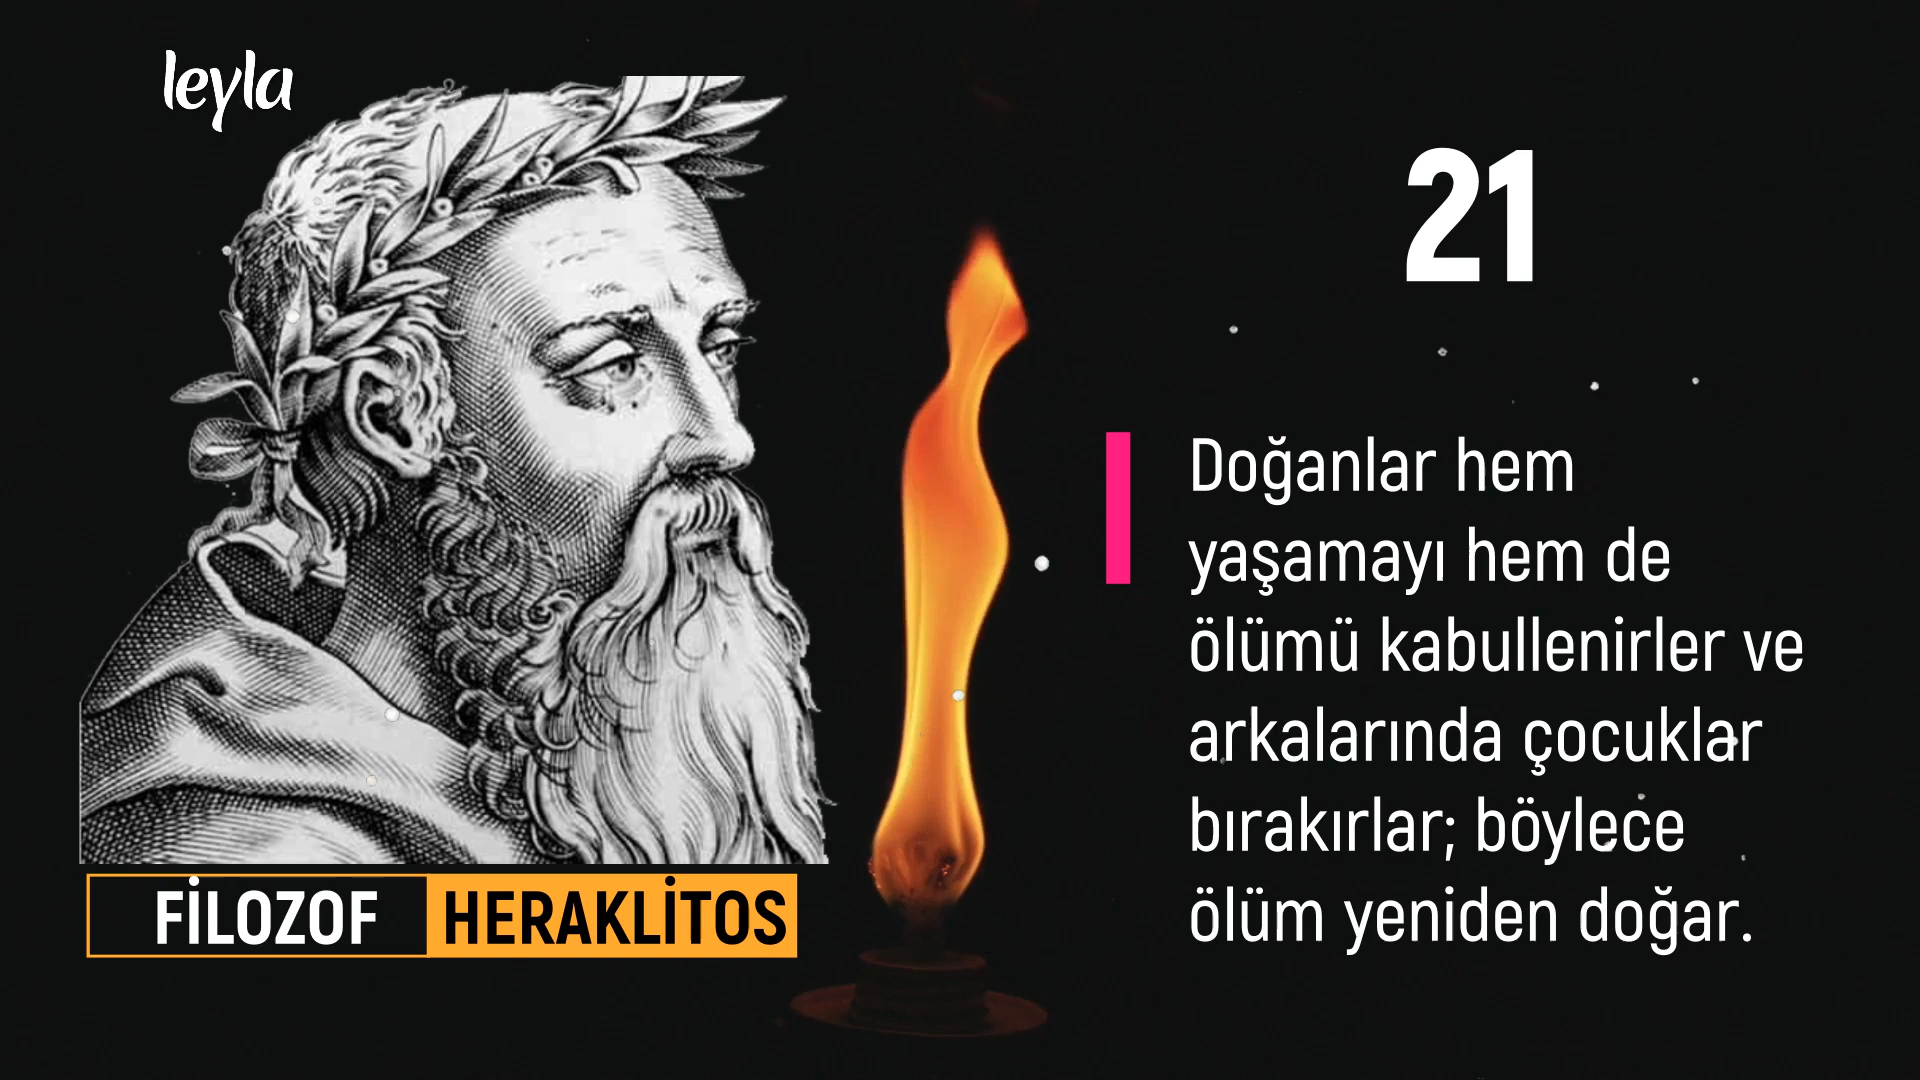 leyla
21
Doğanlar hem
yaşamayı hem de
ölümü kabullenirler ve
arkalarında çocuklar
bırakırlar; böylece
ölüm yeniden doğar.
FİLOZOF HERAKLİTOS